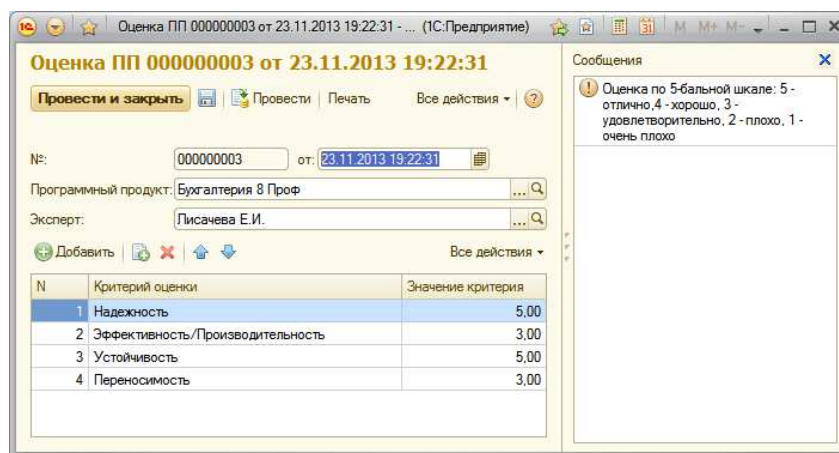 Оценка ПП 000000003 от 23.11.2013 19:22:31 - ... (1С:Предприятие)
M M+ M-
Оценка ПП 000000003 от 23.11.2013 19:22:31
Провести и закрыть Провести Печать Все действия
№: 000000003 от: 23.11.2013 19:22:31
Программный продукт: Бухгалтерия 8 Проф ...
Эксперт: Лисачева Е.И. ...
Добавить Все действия
N Критерий оценки Значение критерия
1 Надежность 5,00
2 Эффективность/Производительность 3,00
3 Устойчивость 5,00
4 Переносимость 3,00
Сообщения
Оценка по 5-бальной шкале: 5 -
отлично,4 - хорошо, 3 -
удовлетворительно, 2 - плохо, 1 -
очень плохо